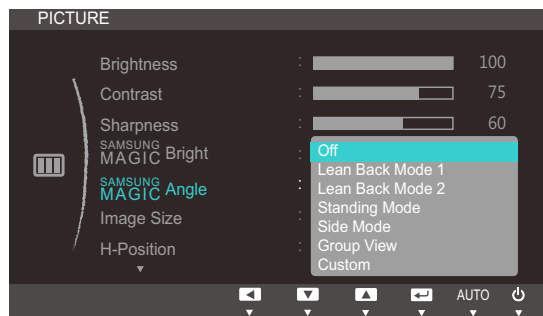 PICTURE
Brightness : 100
Contrast : 75
Sharpness : 60
SAMSUNG MAGIC Bright :
SAMSUNG MAGIC Angle :
Image Size :
H-Position :
Off
Lean Back Mode 1
Lean Back Mode 2
Standing Mode
Side Mode
Group View
Custom
AUTO